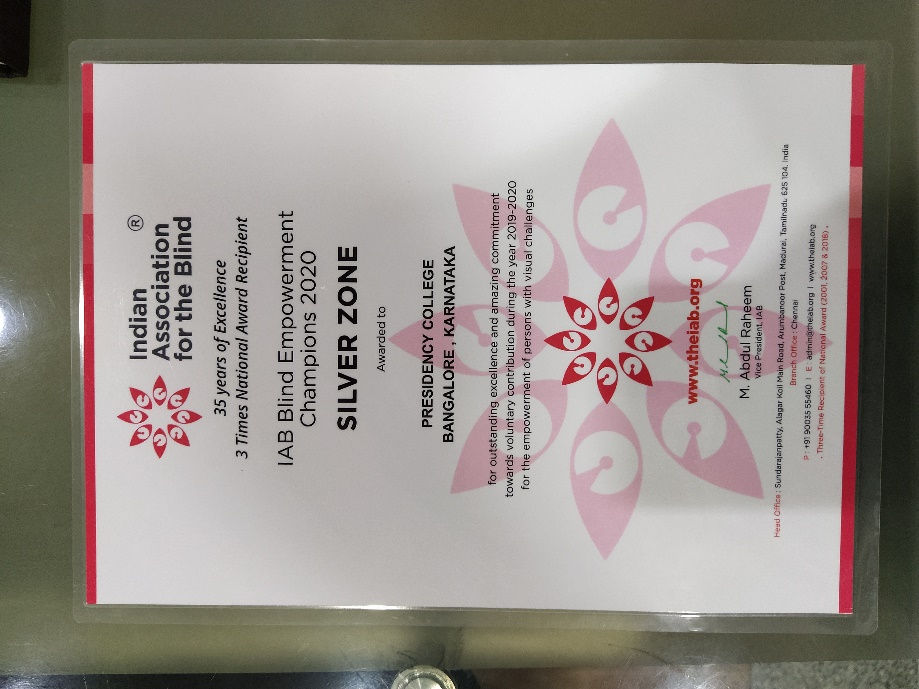 Indian
Association
for the Blind
®
35 years of Excellence
3 Times National Award Recipient
IAB Blind Empowerment
Champions 2020
SILVER ZONE
Awarded to
PRESIDENCY COLLEGE
BANGALORE , KARNATAKA
for outstanding excellence and amazing commitment
towards voluntary contribution during the year 2019-2020
for the empowerment of persons with visual challenges
www.theiab.org
M. Abdul Raheem
Vice President, IAB
Head Office : Sundarajanpatty, Alagar Koil Main Road, Arumbanoor Post, Madurai, Tamilnadu 625 104. India
Branch Office : Chennai
P : +91 90035 55460 | E : admin@theiab.org | www.theiab.org
. Three-Time Recipient of National Award (2001, 2007 & 2018) .